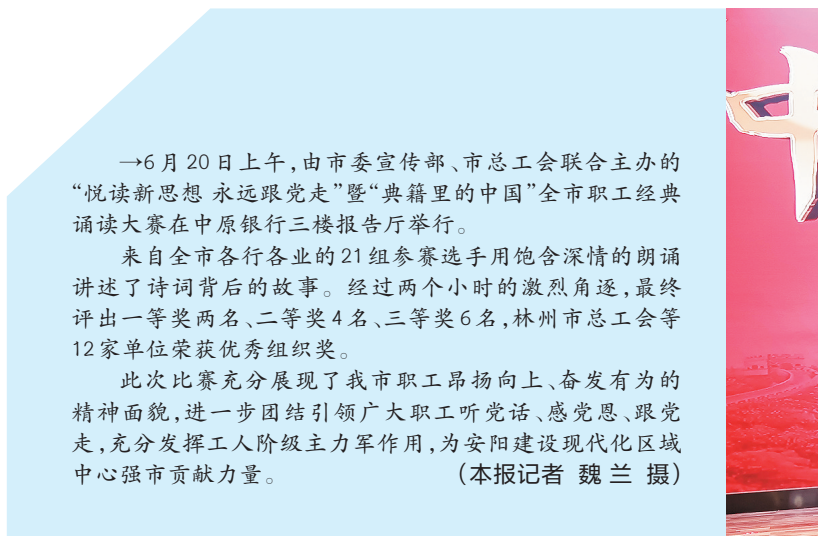 →6月20日上午,由市委宣传部、市总工会联合主办的
“悦读新思想 永远跟党走”暨“典籍里的中国”全市职工经典
诵读大赛在中原银行三楼报告厅举行。
来自全市各行各业的21组参赛选手用饱含深情的朗诵
讲述了诗词背后的故事。经过两个小时的激烈角逐,最终
评出一等奖两名、二等奖4名、三等奖6名,林州市总工会等
12家单位荣获优秀组织奖。
此次比赛充分展现了我市职工昂扬向上、奋发有为的
精神面貌,进一步团结引领广大职工听党话、感党恩、跟党
走,充分发挥工人阶级主力军作用,为安阳建设现代化区域
中心强市贡献力量。 (本报记者 魏 兰 摄)